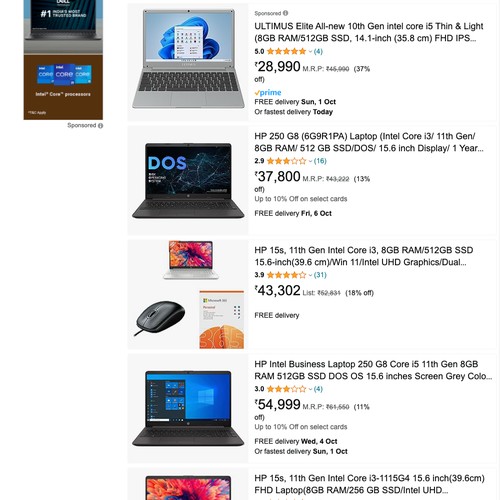 DELL
#1 INDIA'S MOST
TRUSTED BRAND
intel CORE
intel CORE
intel CORE
Intel® Core™ processors
*T&C Apply
Sponsored
Sponsored
ULTIMUS Elite All-new 10th Gen intel core i5 Thin & Light
(8GB RAM/512GB SSD, 14.1-inch (35.8 cm) FHD IPS...
5.0 (4)
₹28,990 M.R.P: ₹45,990 (37%
off)
prime
FREE delivery Sun, 1 Oct
Or fastest delivery Today
DOS
HP 250 G8 (6G9R1PA) Laptop (Intel Core i3/ 11th Gen/
8GB RAM/ 512 GB SSD/DOS/ 15.6 inch Display/ 1 Year...
2.9 (16)
₹37,800 M.R.P: ₹43,222 (13%
off)
Up to 10% Off on select cards
FREE delivery Fri, 6 Oct
HP 15s, 11th Gen Intel Core i3, 8GB RAM/512GB SSD
15.6-inch(39.6 cm)/Win 11/Intel UHD Graphics/Dual...
3.9 (31)
₹43,302 List: ₹52,831 (18% off)
FREE delivery
Microsoft 365
Personal
HP Intel Business Laptop 250 G8 Core i5 11th Gen 8GB
RAM 512GB SSD DOS OS 15.6 inches Screen Grey Colo...
3.0 (4)
₹54,999 M.R.P: ₹61,550 (11%
off)
Up to 10% Off on select cards
FREE delivery Wed, 4 Oct
Or fastest delivery Sun, 1 Oct
HP 15s, 11th Gen Intel Core i3-1115G4 15.6 inch(39.6cm)
FHD Laptop(8GB RAM/256 GB SSD/Intel UHD...